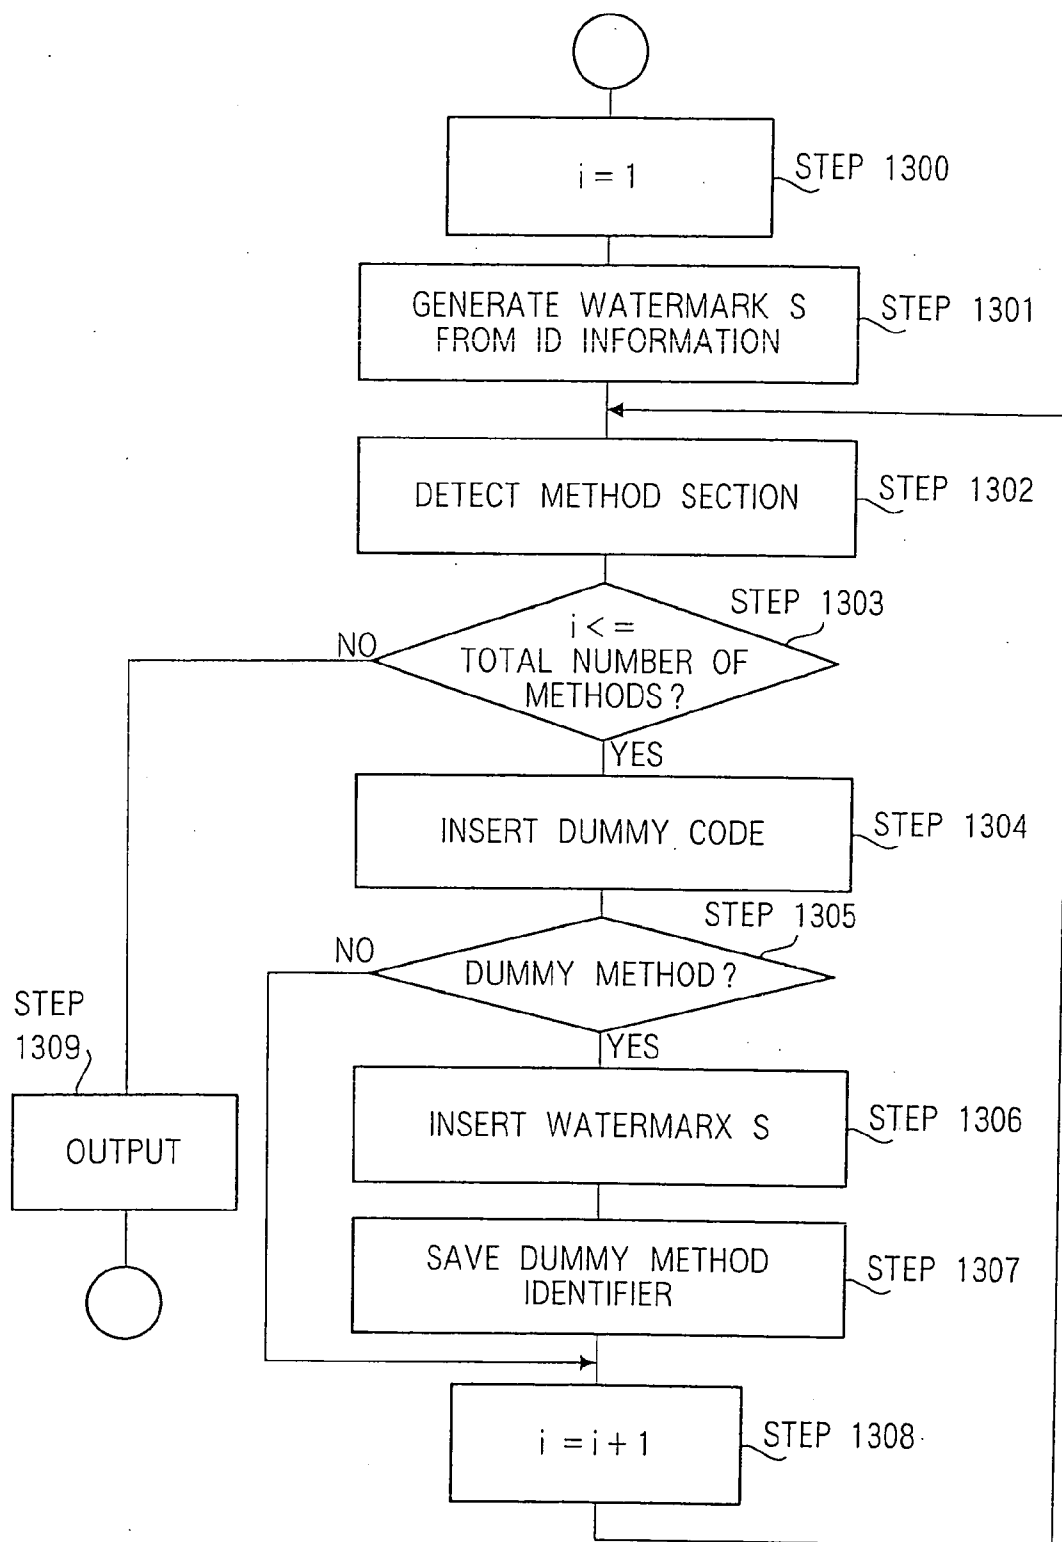 i = 1
STEP 1300
GENERATE WATERMARK S
FROM ID INFORMATION
STEP 1301
DETECT METHOD SECTION
STEP 1302
STEP 1303
i < =
TOTAL NUMBER OF
METHODS?
NO
YES
INSERT DUMMY CODE
STEP 1304
STEP 1305
NO
DUMMY METHOD?
YES
STEP
1309
OUTPUT
INSERT WATERMARX S
STEP 1306
SAVE DUMMY METHOD
IDENTIFIER
STEP 1307
i = i + 1
STEP 1308